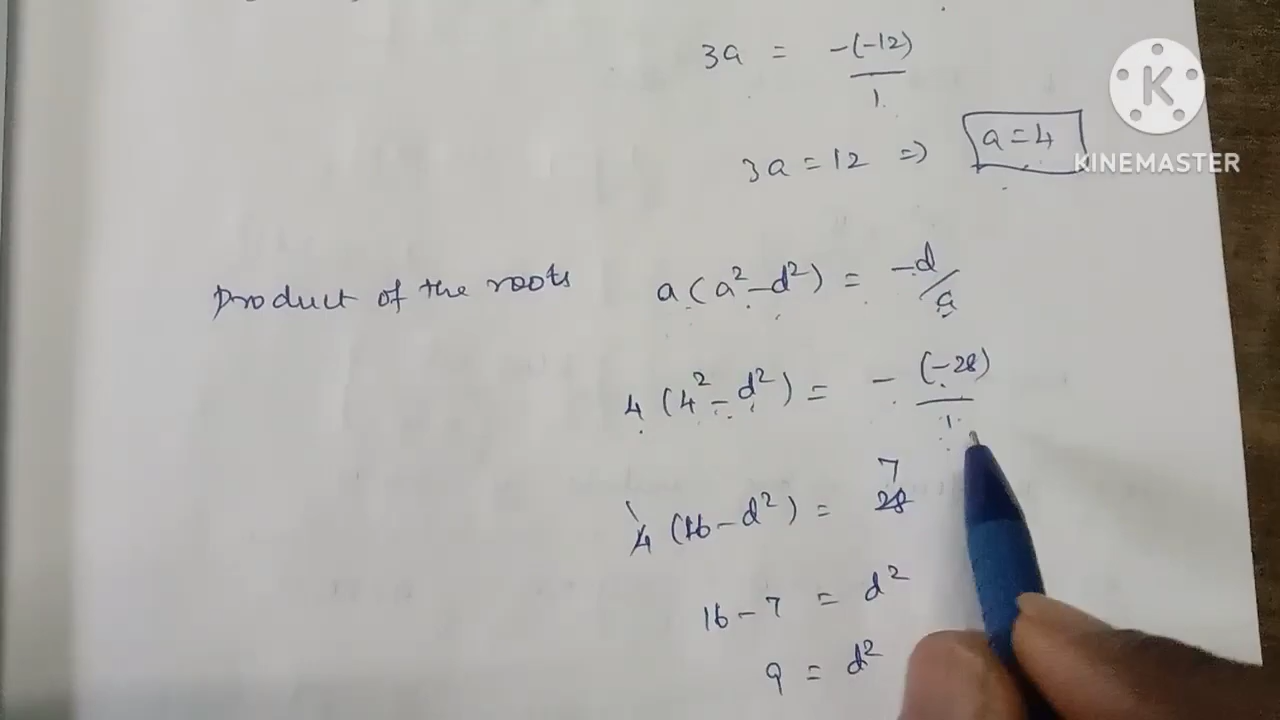 3a = -(-12)/1
3a = 12 => a = 4
KINEMASTER
Product of the roots a(a²-d²) = -d/a
4(4²-d²) = -(-28)/1
4(16-d²) = 28 7
16-7 = d²
9 = d²